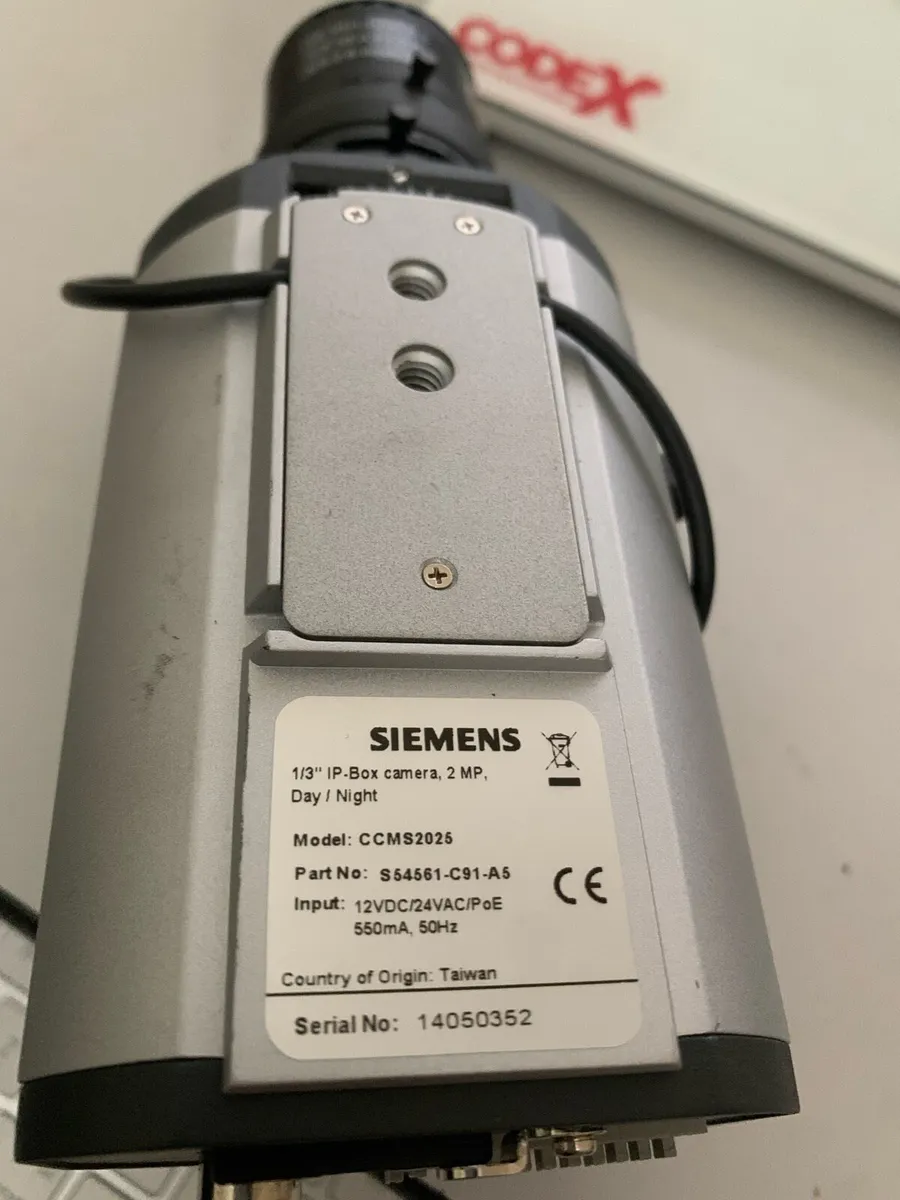 CODEX
SIEMENS
1/3" IP-Box camera, 2 MP,
Day / Night
Model: CCMS2025
Part No: S54561-C91-A5
Input: 12VDC/24VAC/PoE
550mA, 50Hz
CE
Country of Origin: Taiwan
Serial No: 14050352